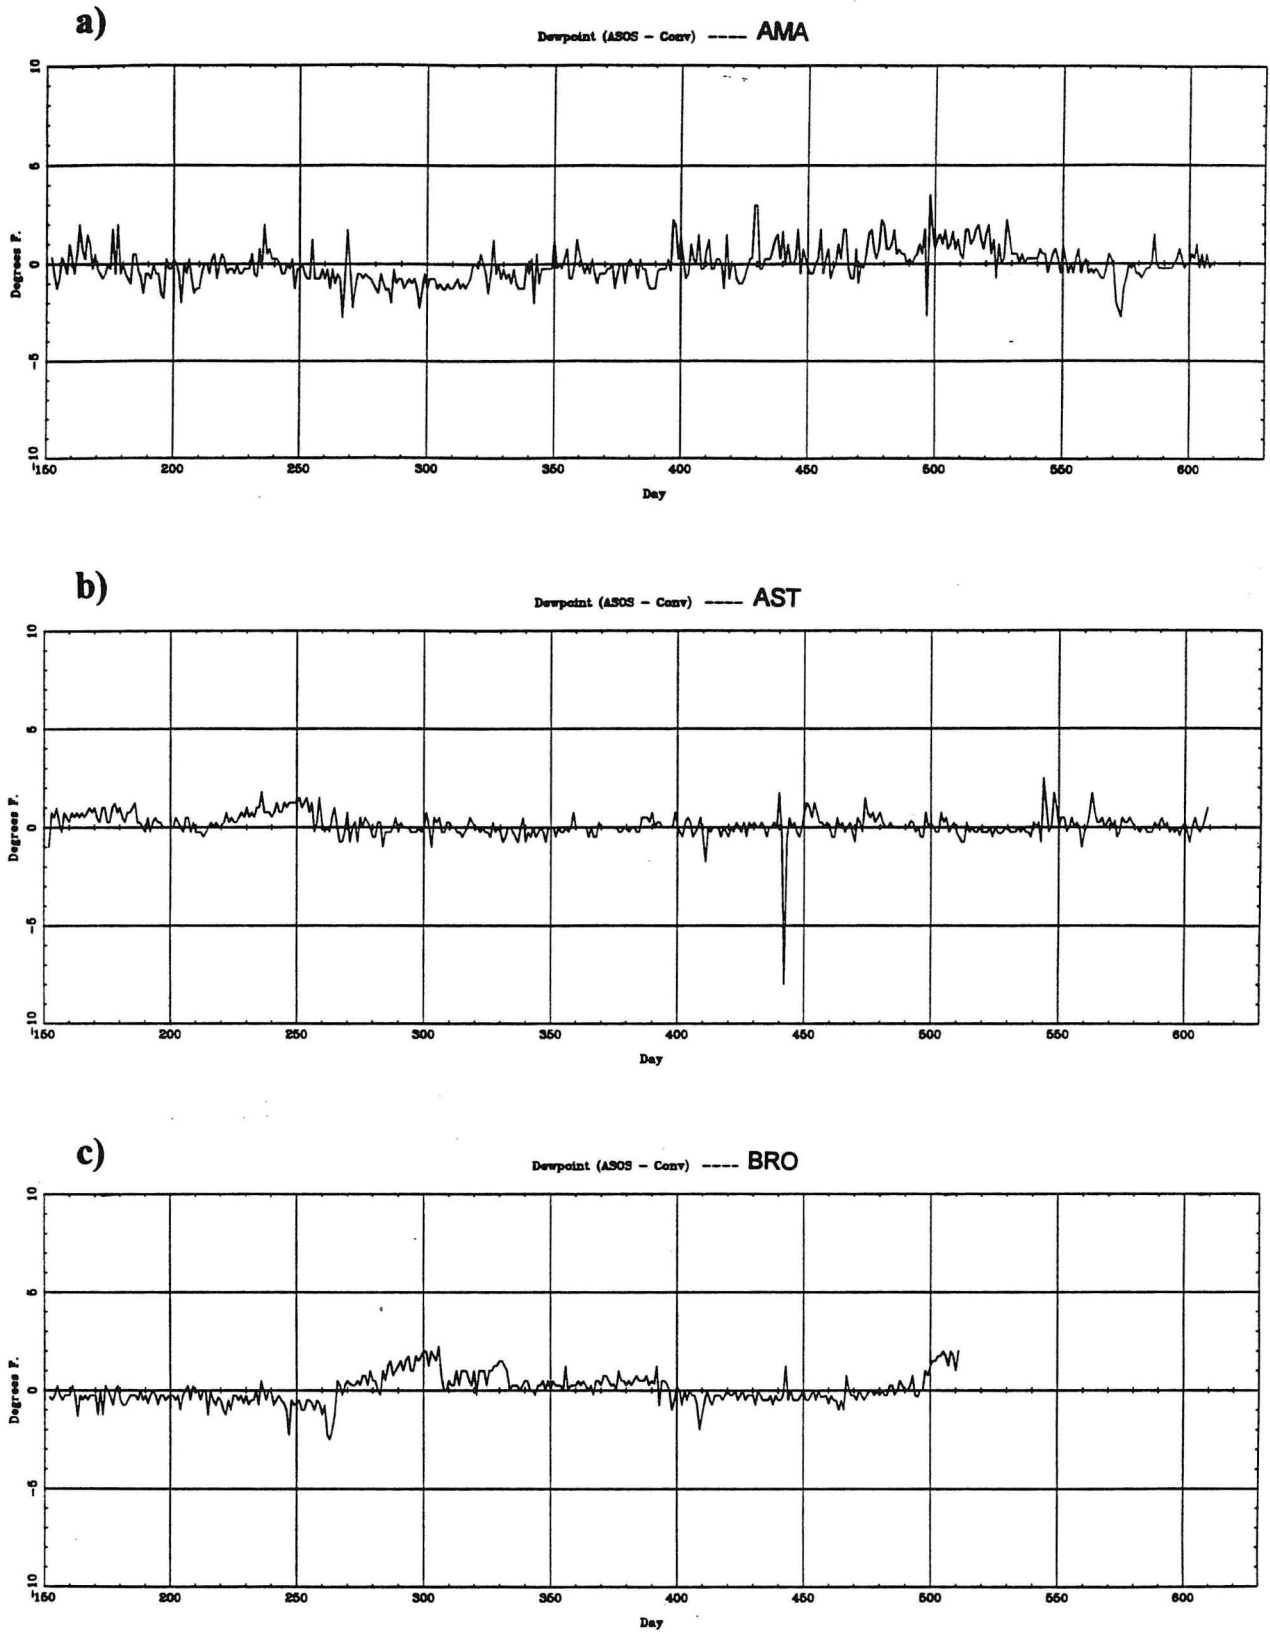 a)
Dewpoint (ASOS - Conv) ---- AMA
10
5
0
-5
-10
Degrees F.
150 200 250 300 350 400 450 500 550 600
Day
b)
Dewpoint (ASOS - Conv) ---- AST
10
5
0
-5
-10
Degrees F.
150 200 250 300 350 400 450 500 550 600
Day
c)
Dewpoint (ASOS - Conv) ---- BRO
10
5
0
-5
-10
Degrees F.
150 200 250 300 350 400 450 500 550 600
Day